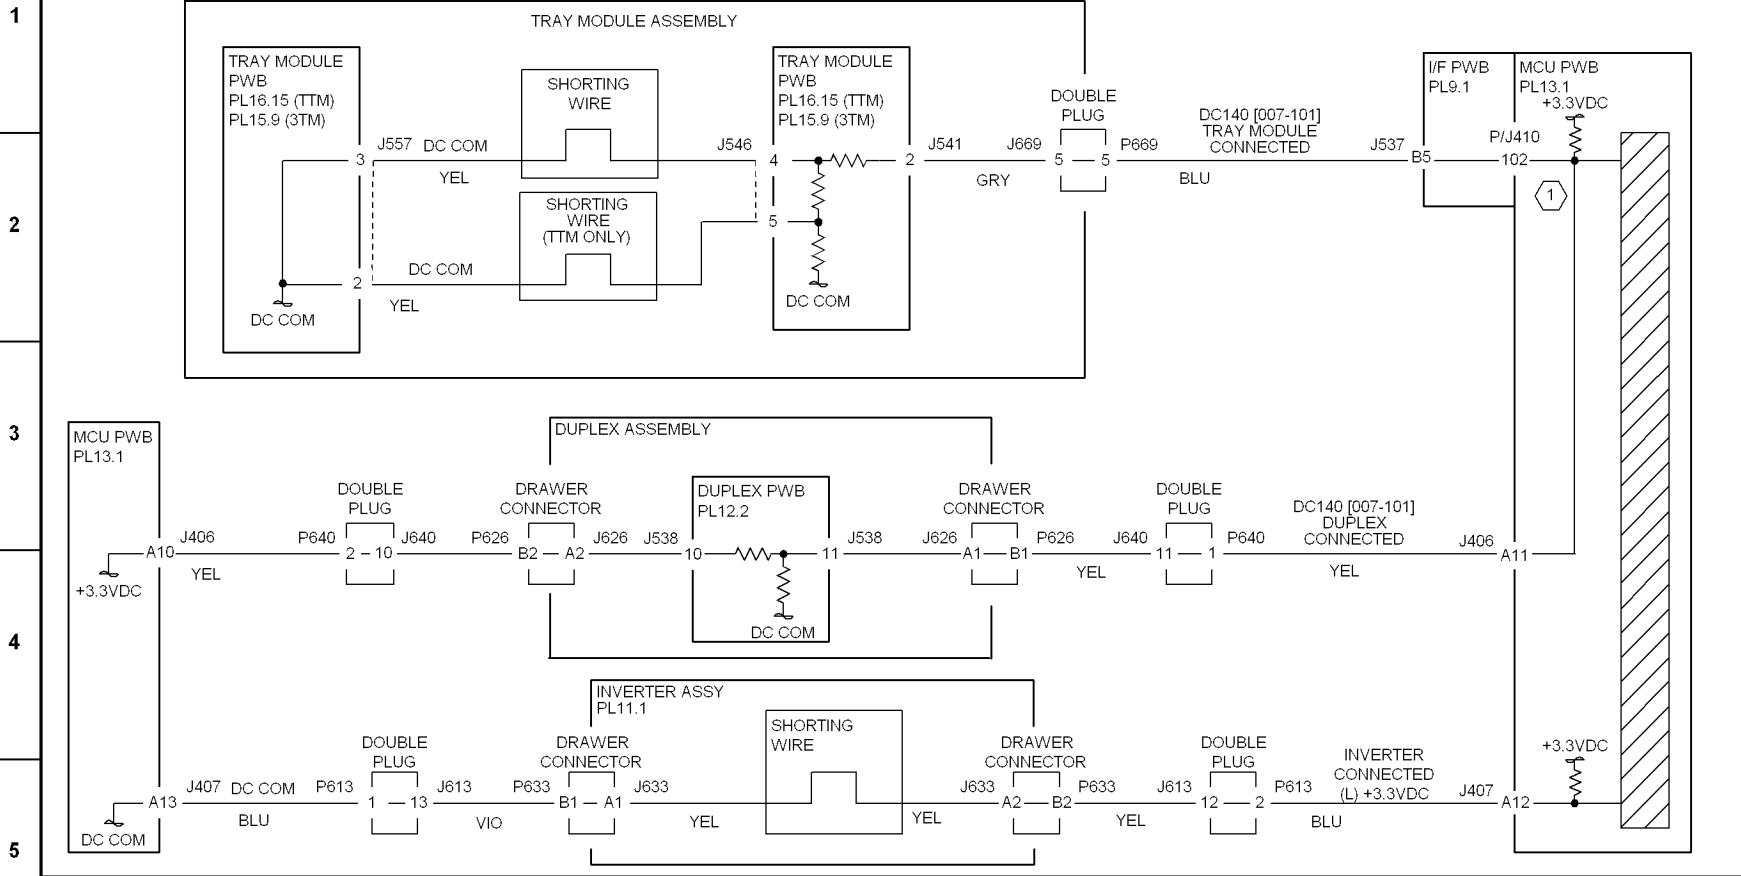 1
TRAY MODULE ASSEMBLY
TRAY MODULE
PWB
PL16.15 (TTM)
PL15.9 (3TM)
SHORTING
WIRE
TRAY MODULE
PWB
PL16.15 (TTM)
PL15.9 (3TM)
DOUBLE
PLUG
DC140 [007-101]
TRAY MODULE
CONNECTED
I/F PWB
PL9.1
MCU PWB
PL13.1
+3.3VDC
3 J557 DC COM J546 4 2 J541 J669 5 5 P669 J537 B5 P/J410 102
YEL GRY BLU
1
2
SHORTING
WIRE
(TTM ONLY)
5
2 DC COM
YEL
DC COM
DC COM
3
MCU PWB
PL13.1
DUPLEX ASSEMBLY
DOUBLE
PLUG
DRAWER
CONNECTOR
DUPLEX PWB
PL12.2
DRAWER
CONNECTOR
DOUBLE
PLUG
DC140 [007-101]
DUPLEX
CONNECTED
A10 J406 P640 2 10 J640 P626 B2 A2 J626 J538 10 11 J538 J626 A1 B1 P626 J640 11 1 P640 J406 A11
YEL YEL YEL
+3.3VDC
DC COM
4
INVERTER ASSY
PL11.1
SHORTING
WIRE
DOUBLE
PLUG
DRAWER
CONNECTOR
DRAWER
CONNECTOR
DOUBLE
PLUG
INVERTER
CONNECTED
(L) +3.3VDC
+3.3VDC
A13 J407 DC COM P613 1 13 J613 P633 B1 A1 J633 J633 A2 B2 P633 J613 12 2 P613 J407 A12
BLU VIO YEL YEL YEL BLU
DC COM
5